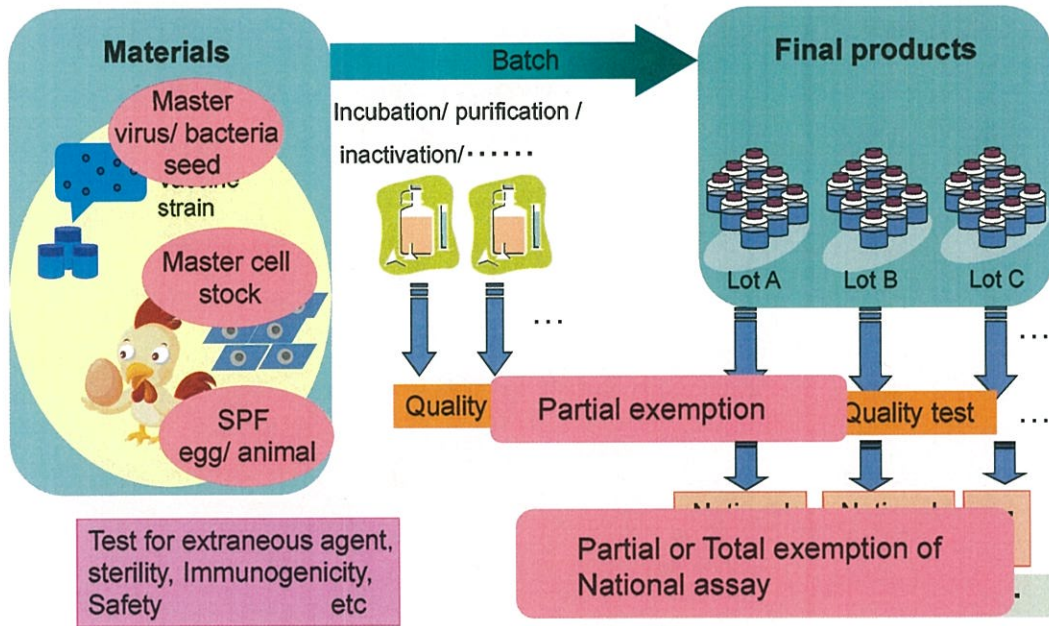 Materials
Batch
Final products
Master
virus/ bacteria
seed
strain
Incubation/ purification /
inactivation/ ······
Master cell
stock
Lot A
Lot B
Lot C
...
...
SPF
egg/ animal
Quality
Partial exemption
Quality test
...
Test for extraneous agent,
sterility, Immunogenicity,
Safety etc
Partial or Total exemption of
National assay